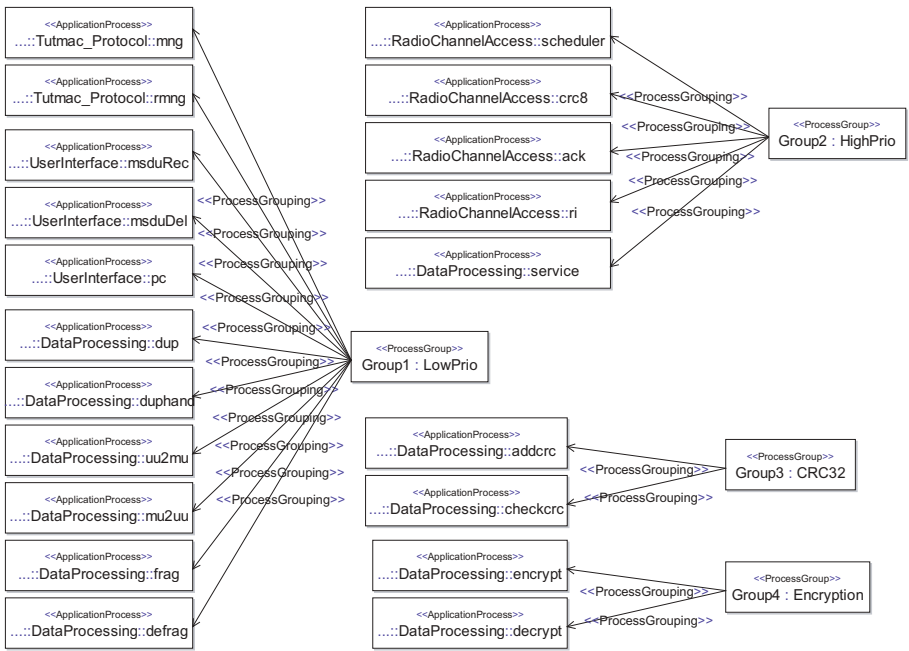 <<ApplicationProcess>>
...::Tutmac_Protocol::mng
<<ApplicationProcess>>
...::Tutmac_Protocol::rmng
<<ApplicationProcess>>
...::UserInterface::msduRec
<<ApplicationProcess>>
...::UserInterface::msduDel
<<ApplicationProcess>>
...::UserInterface::pc
<<ApplicationProcess>>
...::DataProcessing::dup
<<ApplicationProcess>>
...::DataProcessing::duphand
<<ApplicationProcess>>
...::DataProcessing::uu2mu
<<ApplicationProcess>>
...::DataProcessing::mu2uu
<<ApplicationProcess>>
...::DataProcessing::frag
<<ApplicationProcess>>
...::DataProcessing::defrag
<<ProcessGrouping>>
<<ProcessGrouping>>
<<ProcessGrouping>>
<<ProcessGrouping>>
<<ProcessGrouping>>
<<ProcessGrouping>>
<<ProcessGrouping>>
<<ProcessGrouping>>
<<ProcessGrouping>>
<<ProcessGrouping>>
<<ProcessGrouping>>
<<ProcessGroup>>
Group1 : LowPrio
<<ApplicationProcess>>
...::RadioChannelAccess::scheduler
<<ApplicationProcess>>
...::RadioChannelAccess::crc8
<<ApplicationProcess>>
...::RadioChannelAccess::ack
<<ApplicationProcess>>
...::RadioChannelAccess::ri
<<ApplicationProcess>>
...::DataProcessing::service
<<ProcessGrouping>>
<<ProcessGrouping>>
<<ProcessGrouping>>
<<ProcessGrouping>>
<<ProcessGrouping>>
<<ProcessGroup>>
Group2 : HighPrio
<<ApplicationProcess>>
...::DataProcessing::addcrc
<<ApplicationProcess>>
...::DataProcessing::checkcrc
<<ProcessGrouping>>
<<ProcessGrouping>>
<<ProcessGroup>>
Group3 : CRC32
<<ApplicationProcess>>
...::DataProcessing::encrypt
<<ApplicationProcess>>
...::DataProcessing::decrypt
<<ProcessGrouping>>
<<ProcessGrouping>>
<<ProcessGroup>>
Group4 : Encryption